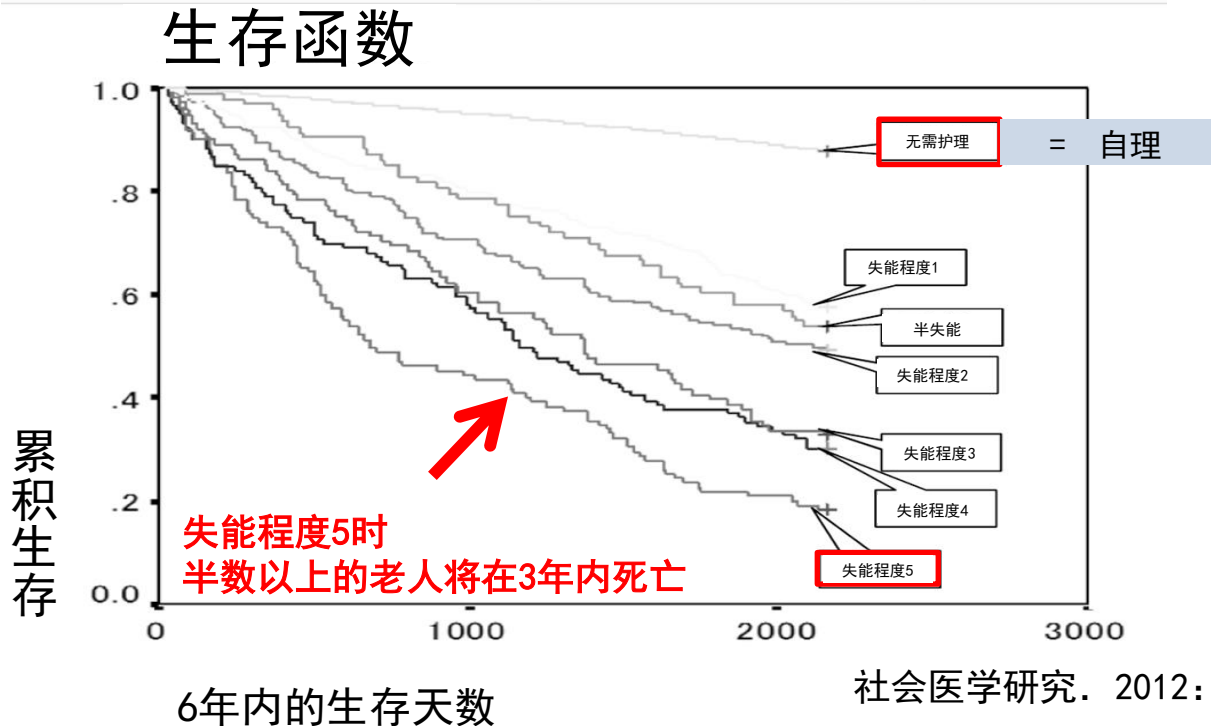 生存函数
1.0
.8
.6
.4
.2
0.0
0
1000
2000
3000
无需护理
= 自理
失能程度1
半失能
失能程度2
失能程度3
失能程度4
失能程度5
失能程度5时
半数以上的老人将在3年内死亡
累积生存
6年内的生存天数
社会医学研究. 2012: